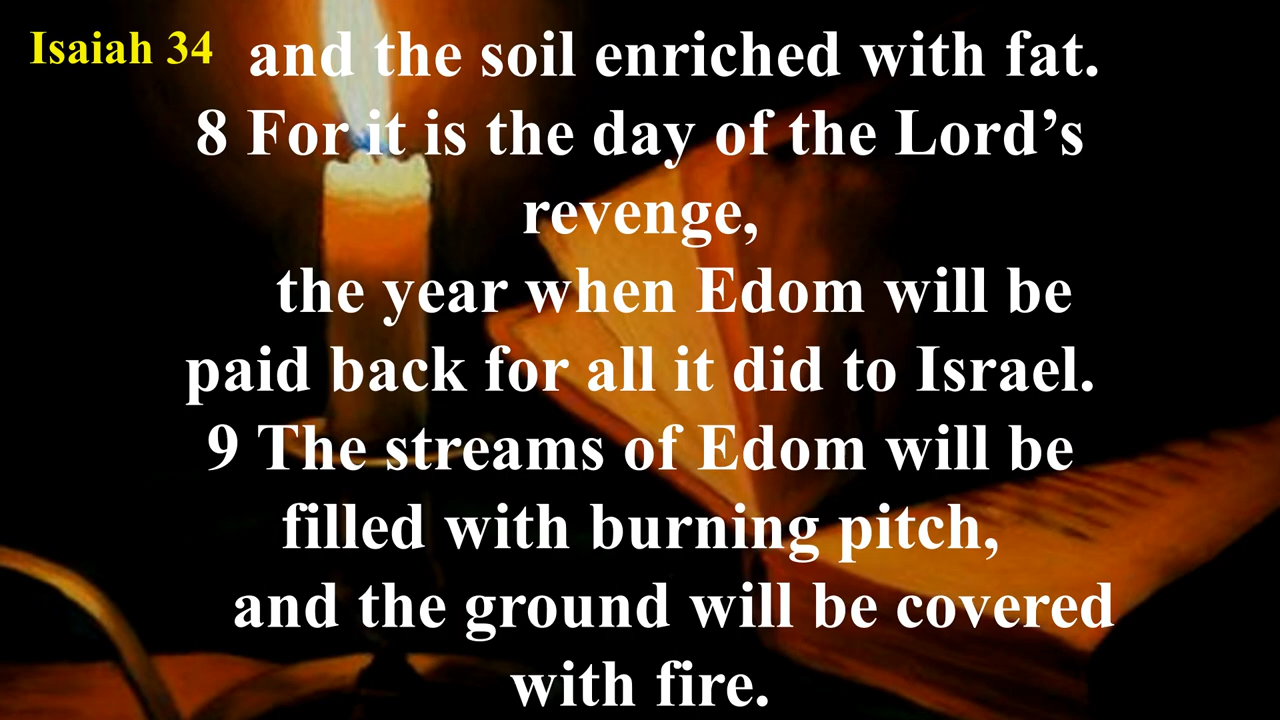 Isaiah 34
and the soil enriched with fat.
8 For it is the day of the Lord’s
revenge,
the year when Edom will be
paid back for all it did to Israel.
9 The streams of Edom will be
filled with burning pitch,
and the ground will be covered
with fire.